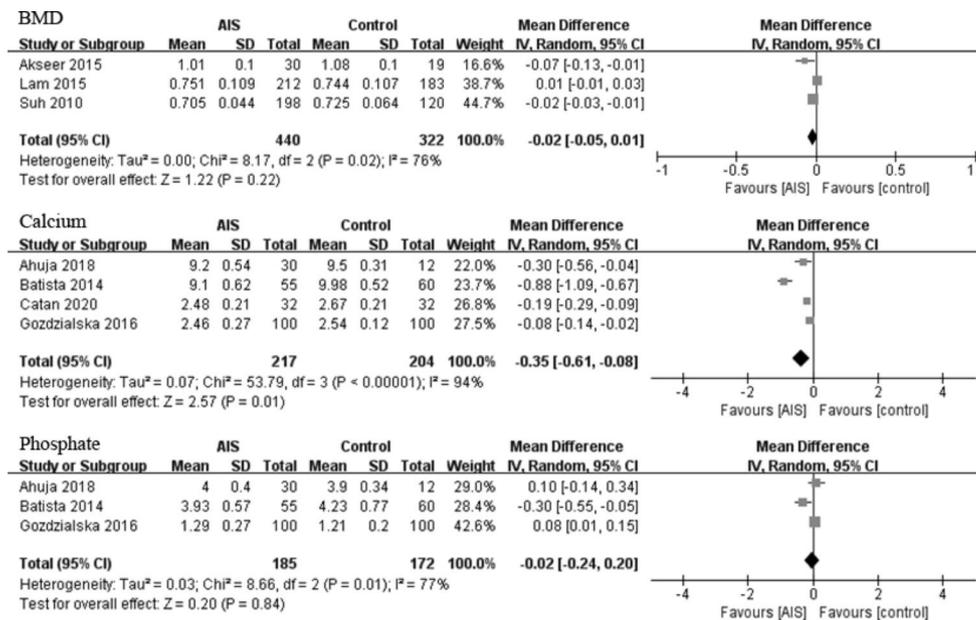 BMD
AIS Control Mean Difference Mean Difference
Study or Subgroup Mean SD Total Mean SD Total Weight IV, Random, 95% CI IV, Random, 95% CI
Akseer 2015 1.01 0.1 30 1.08 0.1 19 16.6% -0.07 [-0.13, -0.01]
Lam 2015 0.751 0.109 212 0.744 0.107 183 38.7% 0.01 [-0.01, 0.03]
Suh 2010 0.705 0.044 198 0.725 0.064 120 44.7% -0.02 [-0.03, -0.01]
Total (95% CI) 440 322 100.0% -0.02 [-0.05, 0.01]
Heterogeneity: Tau² = 0.00; Chi² = 8.17, df = 2 (P = 0.02); I² = 76%
Test for overall effect: Z = 1.22 (P = 0.22)
-1 -0.5 0 0.5 1
Favours [AIS] Favours [control]
Calcium
AIS Control Mean Difference Mean Difference
Study or Subgroup Mean SD Total Mean SD Total Weight IV, Random, 95% CI IV, Random, 95% CI
Ahuja 2018 9.2 0.54 30 9.5 0.31 12 22.0% -0.30 [-0.56, -0.04]
Batista 2014 9.1 0.62 55 9.98 0.52 60 23.7% -0.88 [-1.09, -0.67]
Catan 2020 2.48 0.21 32 2.67 0.21 32 26.8% -0.19 [-0.29, -0.09]
Gozdzialska 2016 2.46 0.27 100 2.54 0.12 100 27.5% -0.08 [-0.14, -0.02]
Total (95% CI) 217 204 100.0% -0.35 [-0.61, -0.08]
Heterogeneity: Tau² = 0.07; Chi² = 53.79, df = 3 (P < 0.00001); I² = 94%
Test for overall effect: Z = 2.57 (P = 0.01)
-4 -2 0 2 4
Favours [AIS] Favours [control]
Phosphate
AIS Control Mean Difference Mean Difference
Study or Subgroup Mean SD Total Mean SD Total Weight IV, Random, 95% CI IV, Random, 95% CI
Ahuja 2018 4 0.4 30 3.9 0.34 12 29.0% 0.10 [-0.14, 0.34]
Batista 2014 3.93 0.57 55 4.23 0.77 60 28.4% -0.30 [-0.55, -0.05]
Gozdzialska 2016 1.29 0.27 100 1.21 0.2 100 42.6% 0.08 [0.01, 0.15]
Total (95% CI) 185 172 100.0% -0.02 [-0.24, 0.20]
Heterogeneity: Tau² = 0.03; Chi² = 8.66, df = 2 (P = 0.01); I² = 77%
Test for overall effect: Z = 0.20 (P = 0.84)
-4 -2 0 2 4
Favours [AIS] Favours [control]